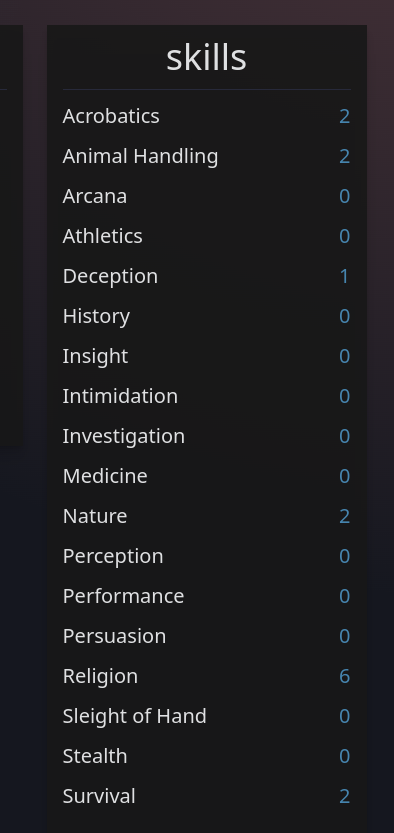 skills
Acrobatics 2
Animal Handling 2
Arcana 0
Athletics 0
Deception 1
History 0
Insight 0
Intimidation 0
Investigation 0
Medicine 0
Nature 2
Perception 0
Performance 0
Persuasion 0
Religion 6
Sleight of Hand 0
Stealth 0
Survival 2